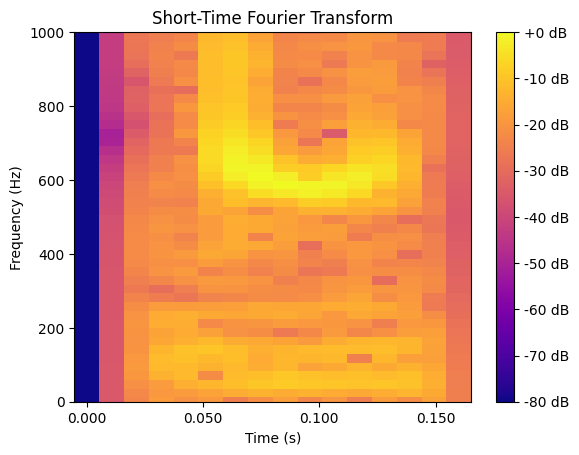 Short-Time Fourier Transform
Frequency (Hz)
1000
800
600
400
200
0
0.000
0.050
0.100
0.150
Time (s)
+0 dB
-10 dB
-20 dB
-30 dB
-40 dB
-50 dB
-60 dB
-70 dB
-80 dB